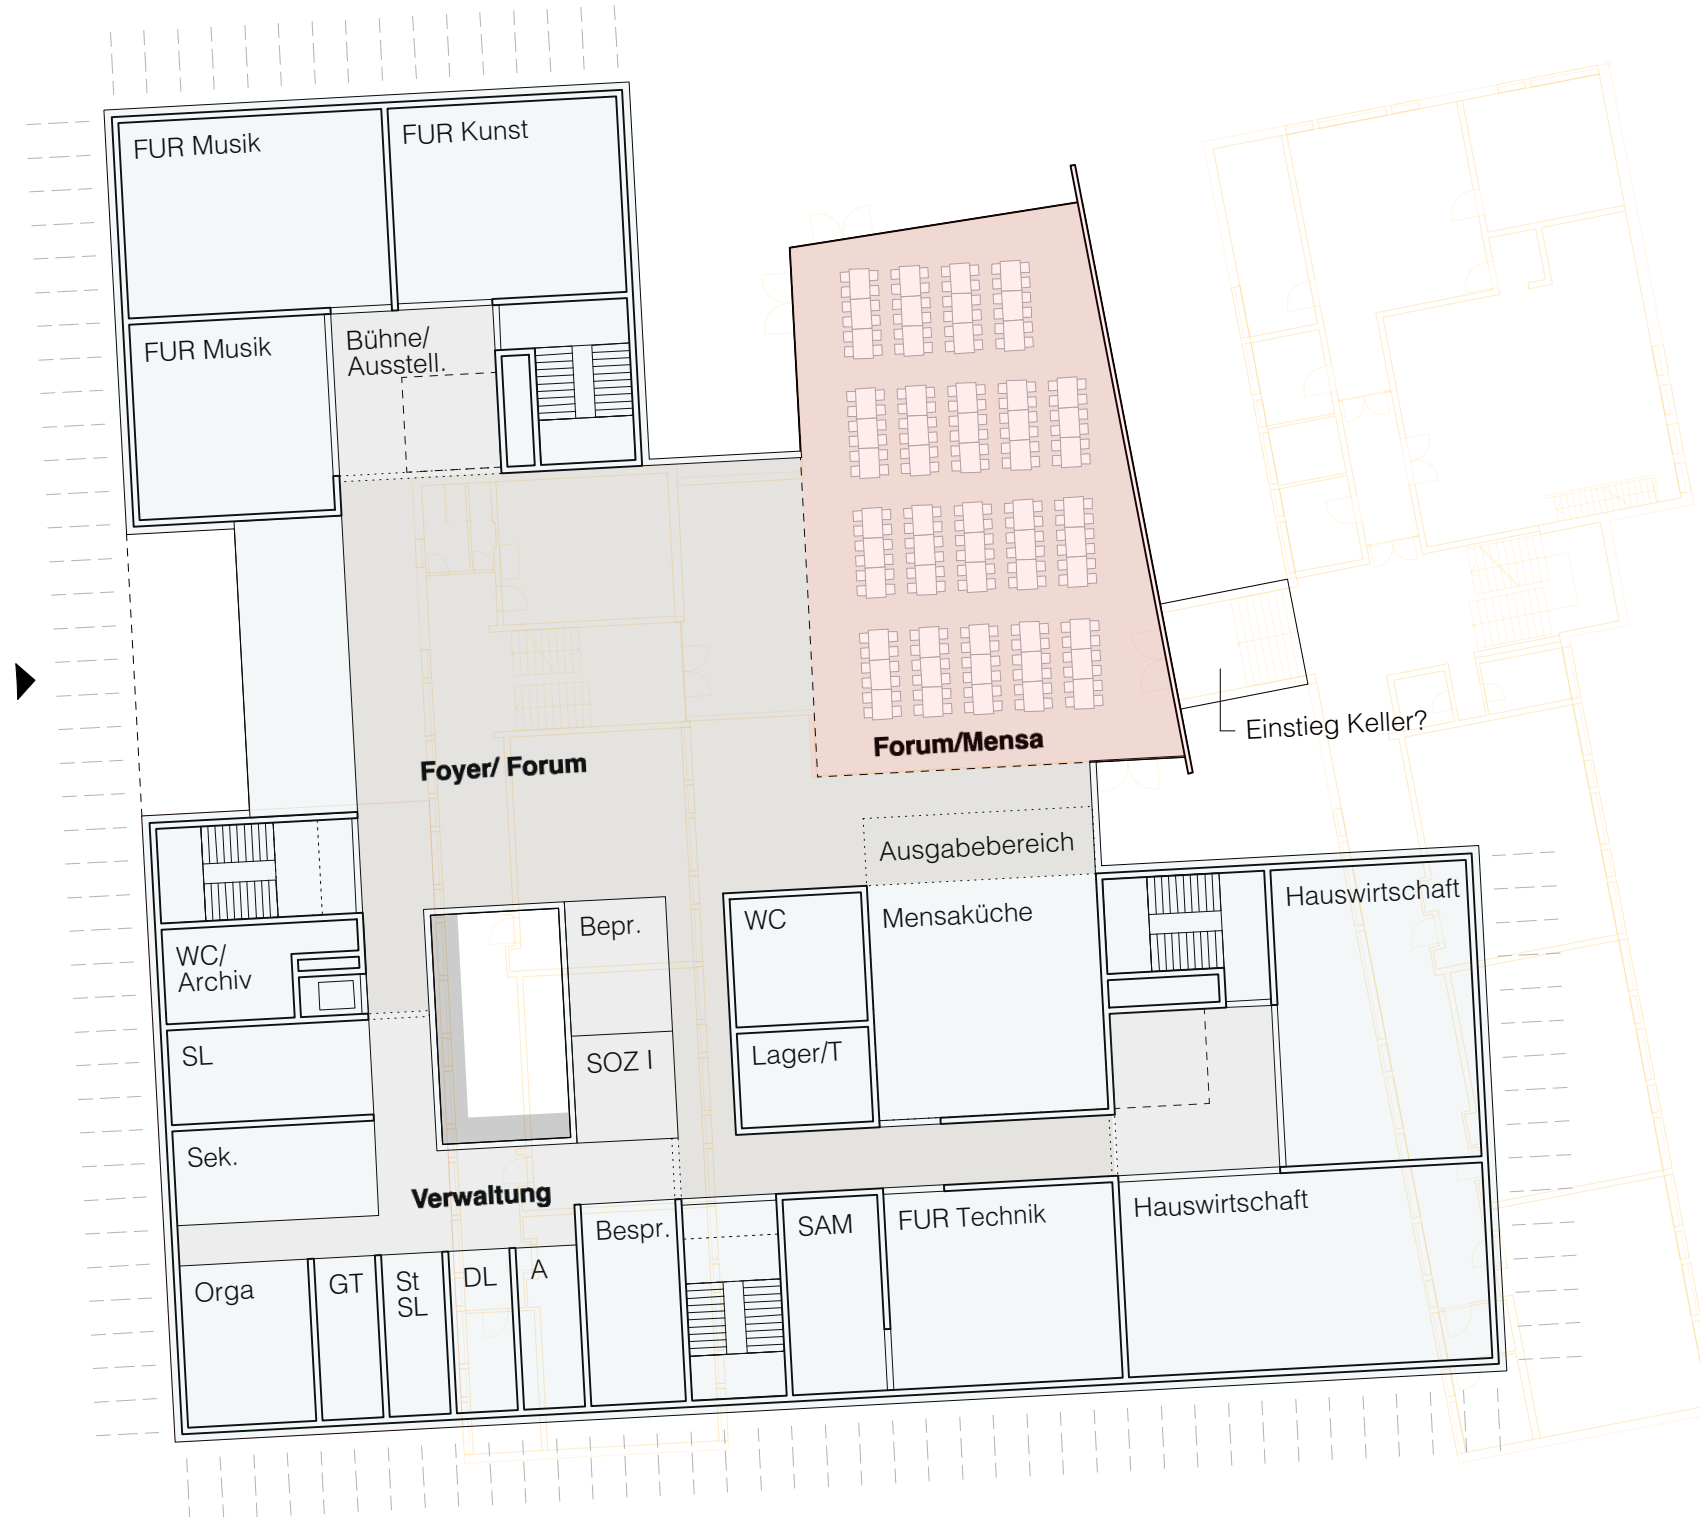 FUR Musik
FUR Kunst
FUR Musik
Bühne/
Ausstell.
Forum/Mensa
Einstieg Keller?
Foyer/ Forum
Ausgabebereich
Hauswirtschaft
Mensaküche
WC
Bepr.
WC/
Archiv
SL
SOZ I
Lager/T
Sek.
Verwaltung
Bespr.
SAM
FUR Technik
Hauswirtschaft
Orga
GT
St
SL
DL
A